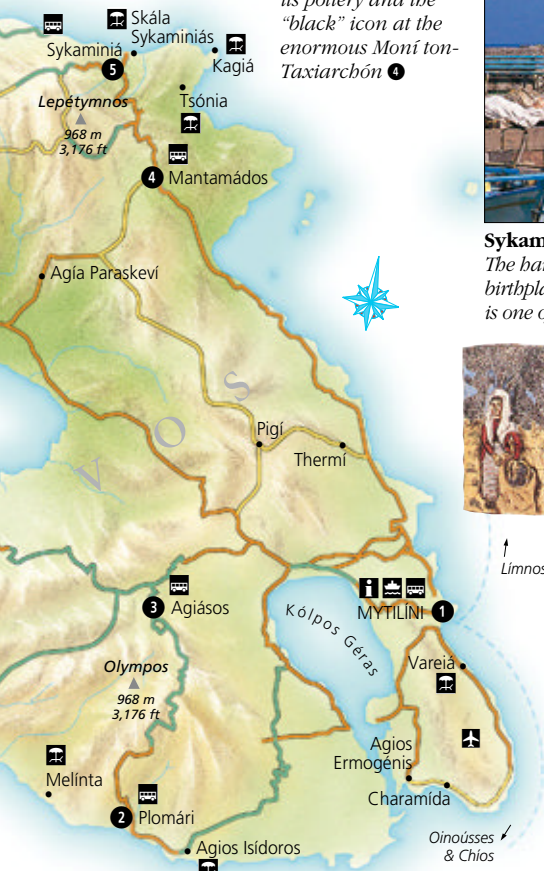 its pottery and the
“black” icon at the
enormous Moní ton-
Taxiarchón 4
Skála
Sykaminiás
Sykaminiá
5
Kagiá
Lepétymnos
968 m
3,176 ft
Tsónia
4 Mantamádos
Sykam
The ha
birthpla
is one o
Agía Paraskeví
V O S
Pigí
Thermí
Límnos
3 Agiásos
i
MYTILÍNI 1
Kólpos Géras
Olympos
968 m
3,176 ft
Vareiá
Melínta
Agios
Ermogénis
Charamída
2 Plomári
Agios Isídoros
Oinoússes
& Chíos